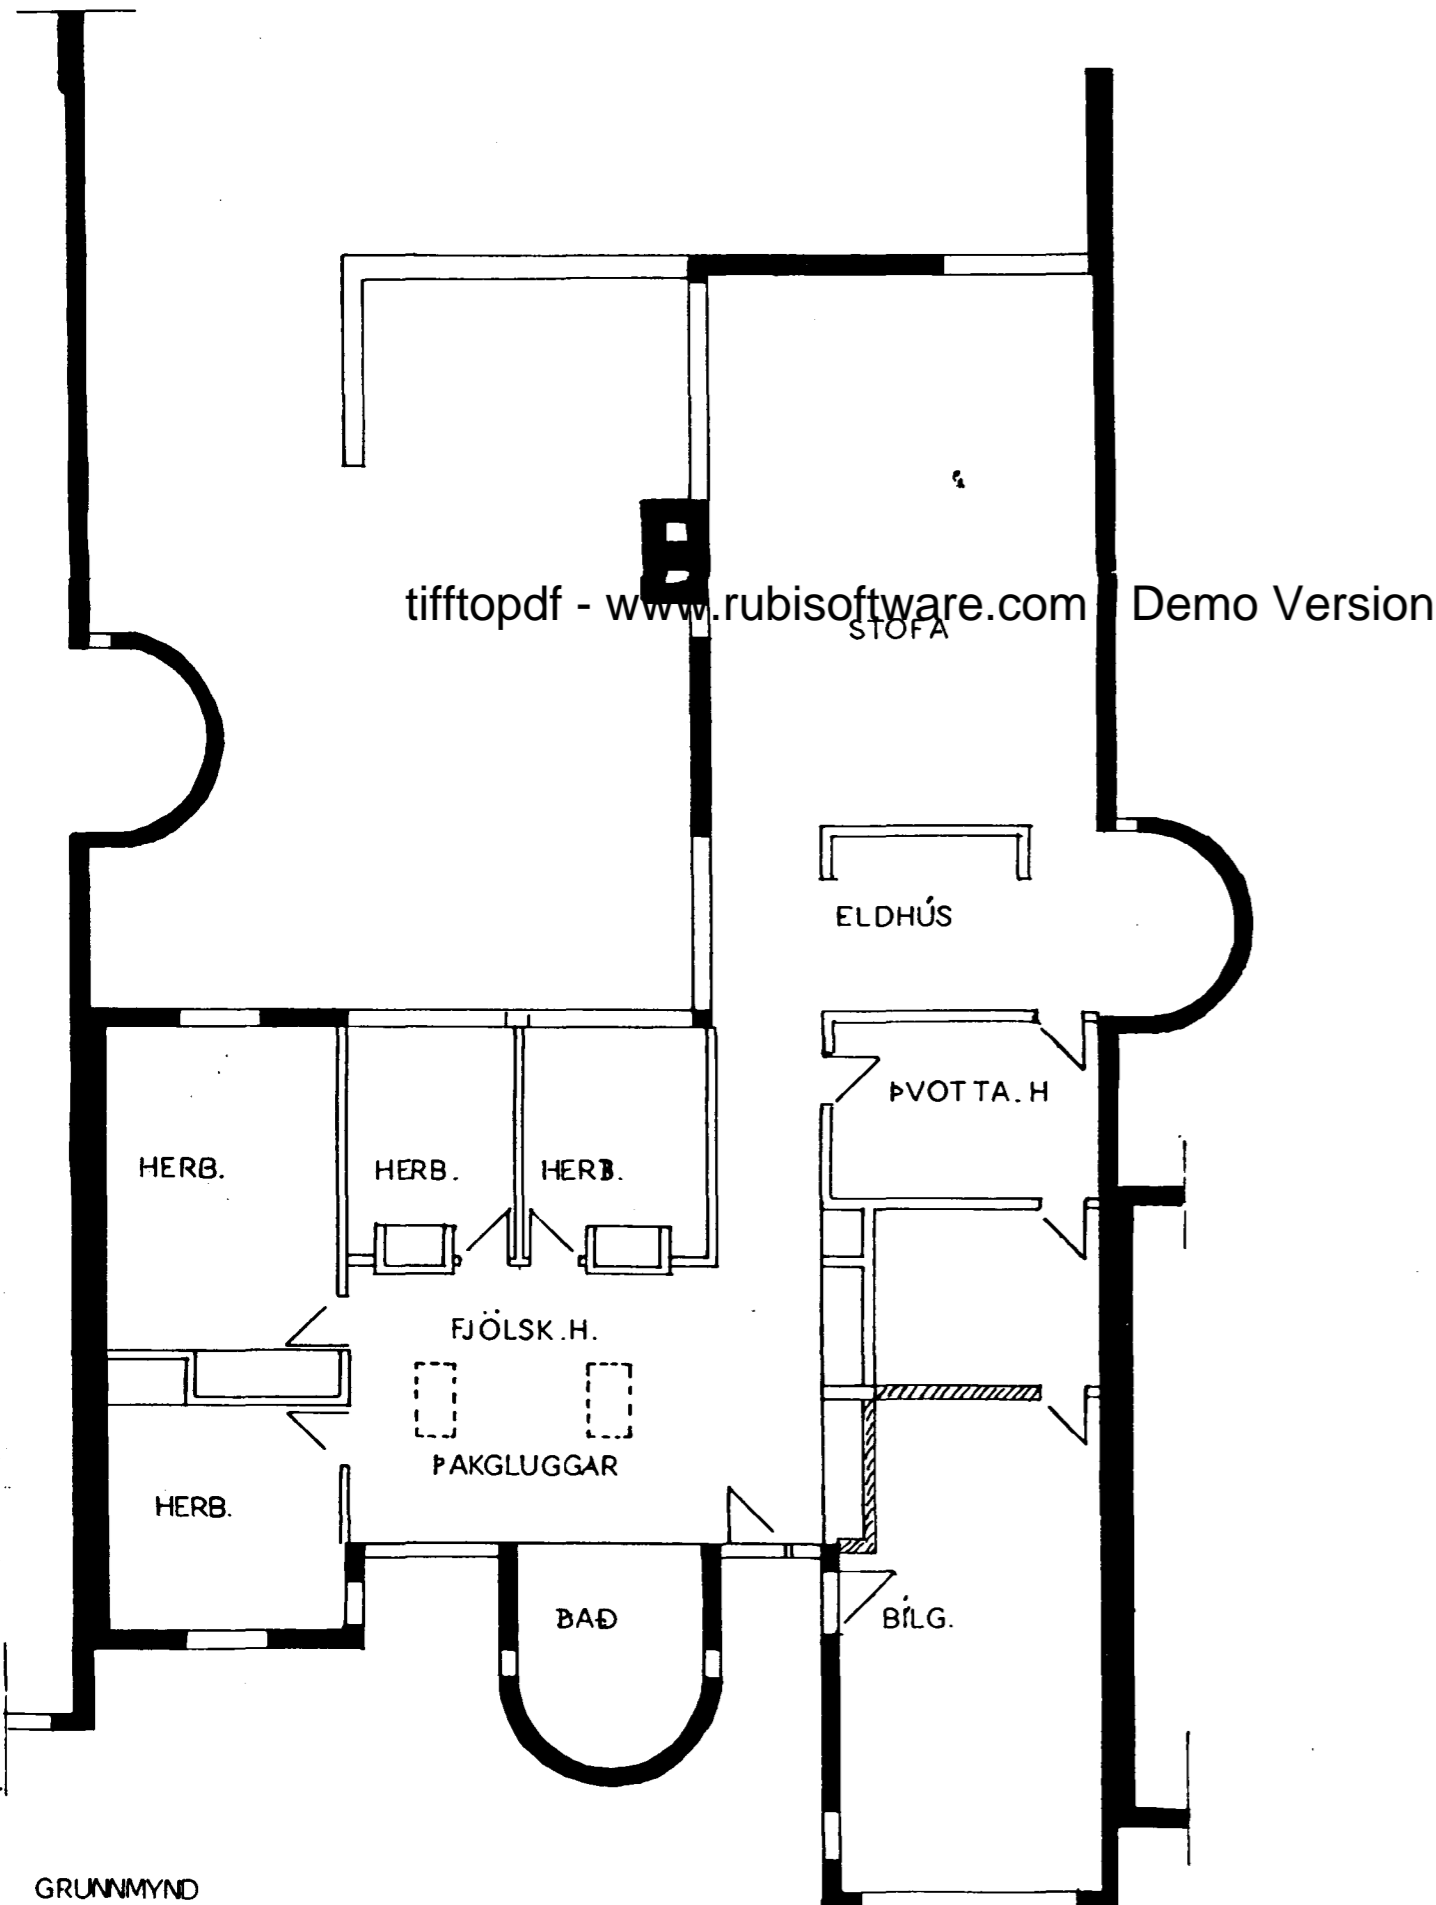 tifftopdf - www.rubisoftware.com Demo Version
STOFA
ELDHÚS
ÞVOTTA.H
HERB.
HERB.
HERB.
FJÖLSK.H.
ÞAKGLUGGAR
HERB.
BAÐ
BÍLG.
GRUNNMYND